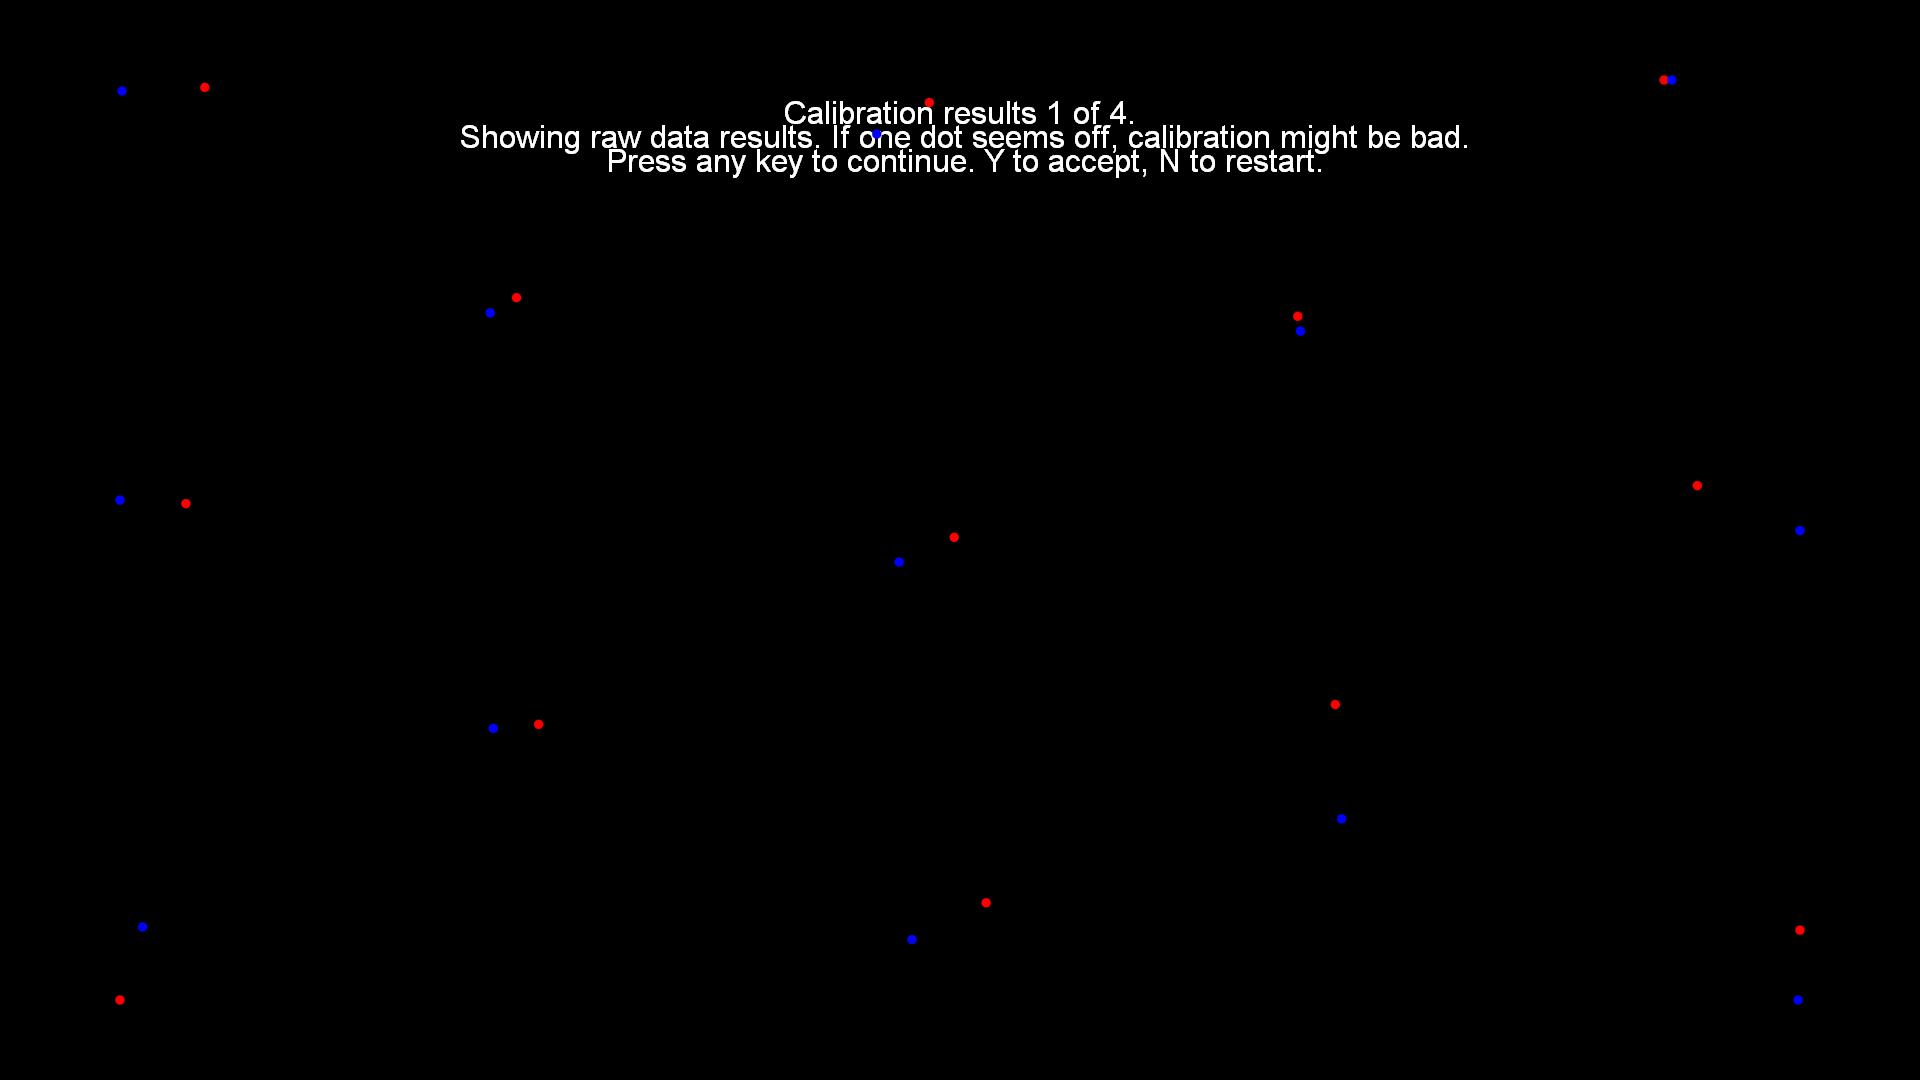 Calibration results 1 of 4.
Showing raw data results. If one dot seems off, calibration might be bad.
Press any key to continue. Y to accept, N to restart.